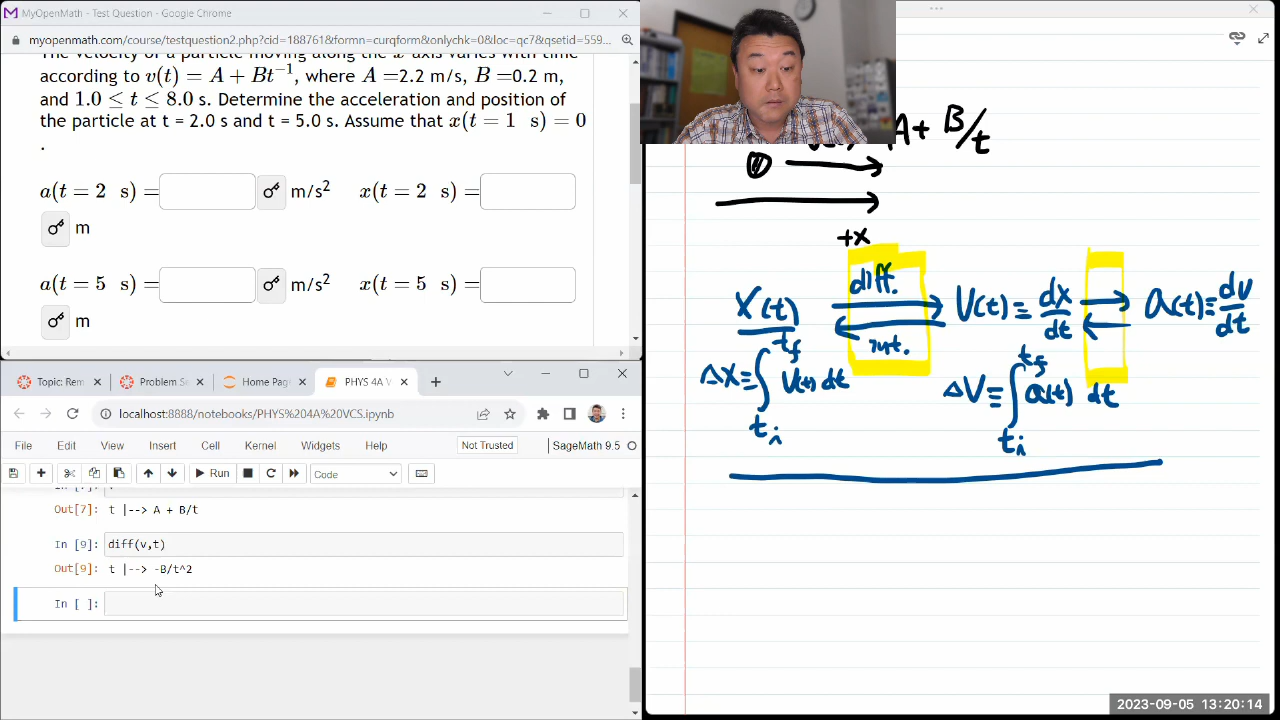 MyOpenMath - Test Question - Google Chrome
myopenmath.com/course/testquestion2.php?cid=188761&formn=curqform&onlychk=0&loc=qc7&qsetid=559...
according to v(t) = A + Bt⁻¹, where A =2.2 m/s, B =0.2 m,
and 1.0 ≤ t ≤ 8.0 s. Determine the acceleration and position of
the particle at t = 2.0 s and t = 5.0 s. Assume that x(t = 1 s) = 0
.
a(t = 2 s) = m/s² x(t = 2 s) =
m
a(t = 5 s) = m/s² x(t = 5 s) =
m
Topic Rem
Problem S
Home Page
PHYS 4A V
localhost:8888/notebooks/PHYS%204A%20VCS.ipynb
File Edit View Insert Cell Kernel Widgets Help Not Trusted SageMath 9.5
Run Code
Out[7]: t |--> A + B/t
In [9]: diff(v,t)
Out[9]: t |--> -B/t^2
In [ ]:
A + B/t
+x
diff.
X(t) V(t) ≡ dx/dt a(t) ≡ dv/dt
int.
Δx ≡ ∫ti^tf v(t) dt ΔV ≡ ∫ti^tf a(t) dt
2023-09-05 13:20:14